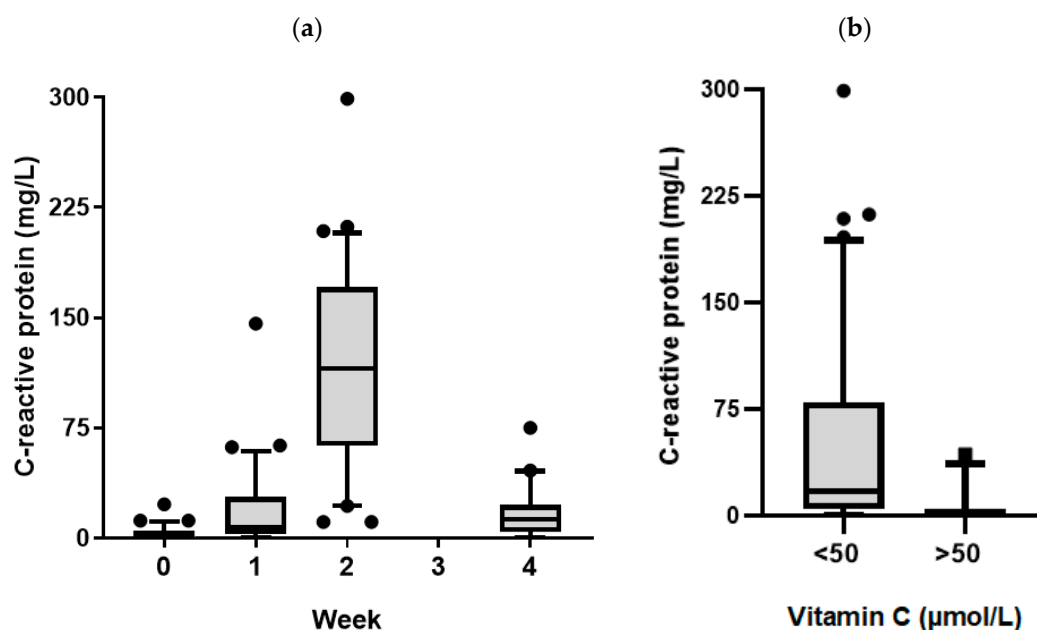 (a)
C-reactive protein (mg/L)
300
225
150
75
0
0 1 2 3 4
Week
(b)
C-reactive protein (mg/L)
300
225
150
75
0
<50 >50
Vitamin C (µmol/L)